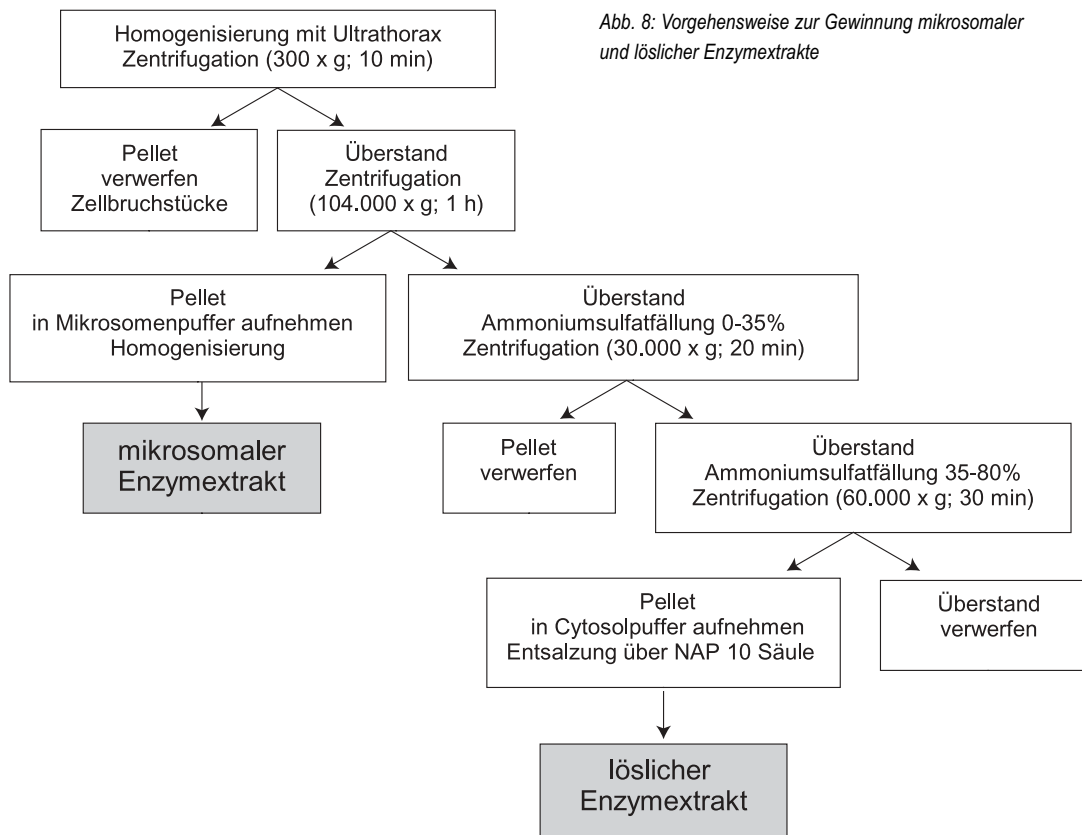 Homogenisierung mit Ultrathorax
Zentrifugation (300 x g; 10 min)
Abb. 8: Vorgehensweise zur Gewinnung mikrosomaler
und löslicher Enzymextrakte
Pellet
verwerfen
Zellbruchstücke
Überstand
Zentrifugation
(104.000 x g; 1 h)
Pellet
in Mikrosomenpuffer aufnehmen
Homogenisierung
Überstand
Ammoniumsulfatfällung 0-35%
Zentrifugation (30.000 x g; 20 min)
mikrosomaler
Enzymextrakt
Pellet
verwerfen
Überstand
Ammoniumsulfatfällung 35-80%
Zentrifugation (60.000 x g; 30 min)
Pellet
in Cytosolpuffer aufnehmen
Entsalzung über NAP 10 Säule
Überstand
verwerfen
löslicher
Enzymextrakt